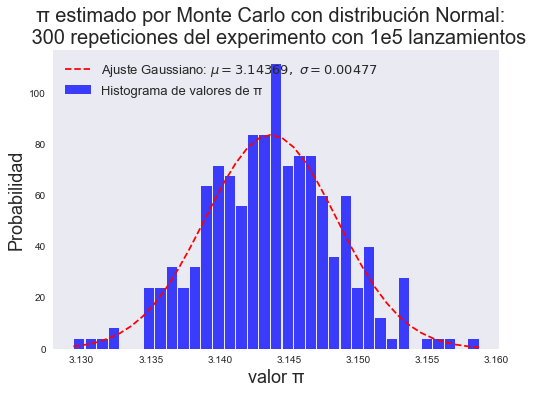 π estimado por Monte Carlo con distribución Normal:
300 repeticiones del experimento con 1e5 lanzamientos
Ajuste Gaussiano: μ = 3.14369, σ = 0.00477
Histograma de valores de π
Probabilidad
100
80
60
40
20
0
3.130 3.135 3.140 3.145 3.150 3.155 3.160
valor π